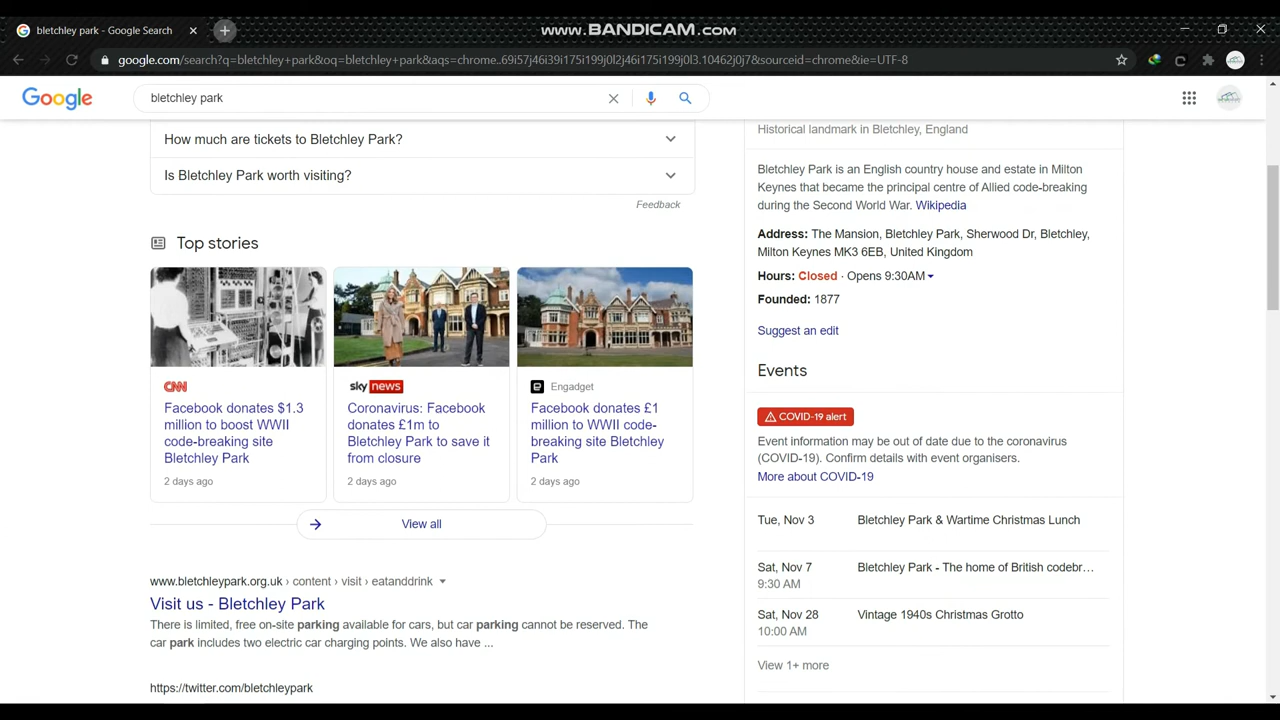 bletchley park - Google Search
www.BANDICAM.com
google.com/search?q=bletchley+park&oq=bletchley+park&aqs=chrome..69i57j46i39i175i199j0l2j46i175i199j0l3.10462j0j7&sourceid=chrome&ie=UTF-8
Google
bletchley park
How much are tickets to Bletchley Park?
Is Bletchley Park worth visiting?
Feedback
Top stories
CNN
Facebook donates $1.3
million to boost WWII
code-breaking site
Bletchley Park
2 days ago
sky news
Coronavirus: Facebook
donates £1m to
Bletchley Park to save it
from closure
2 days ago
Engadget
Facebook donates £1
million to WWII code-
breaking site Bletchley
Park
2 days ago
View all
www.bletchleypark.org.uk › content › visit › eatanddrink
Visit us - Bletchley Park
There is limited, free on-site parking available for cars, but car parking cannot be reserved. The
car park includes two electric car charging points. We also have ...
https://twitter.com/bletchleypark
Historical landmark in Bletchley, England
Bletchley Park is an English country house and estate in Milton
Keynes that became the principal centre of Allied code-breaking
during the Second World War. Wikipedia
Address: The Mansion, Bletchley Park, Sherwood Dr, Bletchley,
Milton Keynes MK3 6EB, United Kingdom
Hours: Closed · Opens 9:30AM
Founded: 1877
Suggest an edit
Events
COVID-19 alert
Event information may be out of date due to the coronavirus
(COVID-19). Confirm details with event organisers.
More about COVID-19
Tue, Nov 3 Bletchley Park & Wartime Christmas Lunch
Sat, Nov 7 Bletchley Park - The home of British codebr…
9:30 AM
Sat, Nov 28 Vintage 1940s Christmas Grotto
10:00 AM
View 1+ more